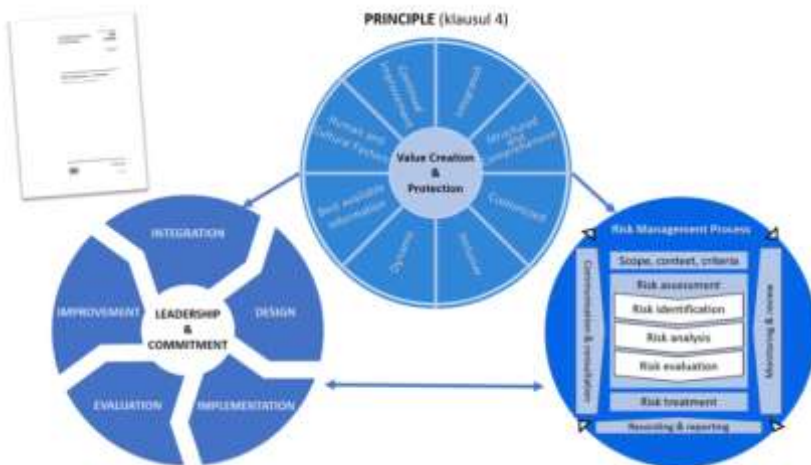 PRINCIPLE (klausul 4)
Continual
Improvement
Integrated
Human and
Cultural Factors
Structured and
Comprehensive
Value Creation
&
Protection
Best Available
Information
Customized
Dynamic
Inclusive
INTEGRATION
IMPROVEMENT
LEADERSHIP
&
COMMITMENT
DESIGN
EVALUATION
IMPLEMENTATION
Risk Management Process
Scope, context, criteria
Risk assessment
Risk identification
Risk analysis
Risk evaluation
Risk treatment
Recording & reporting
Communication & consultation
Monitoring & review